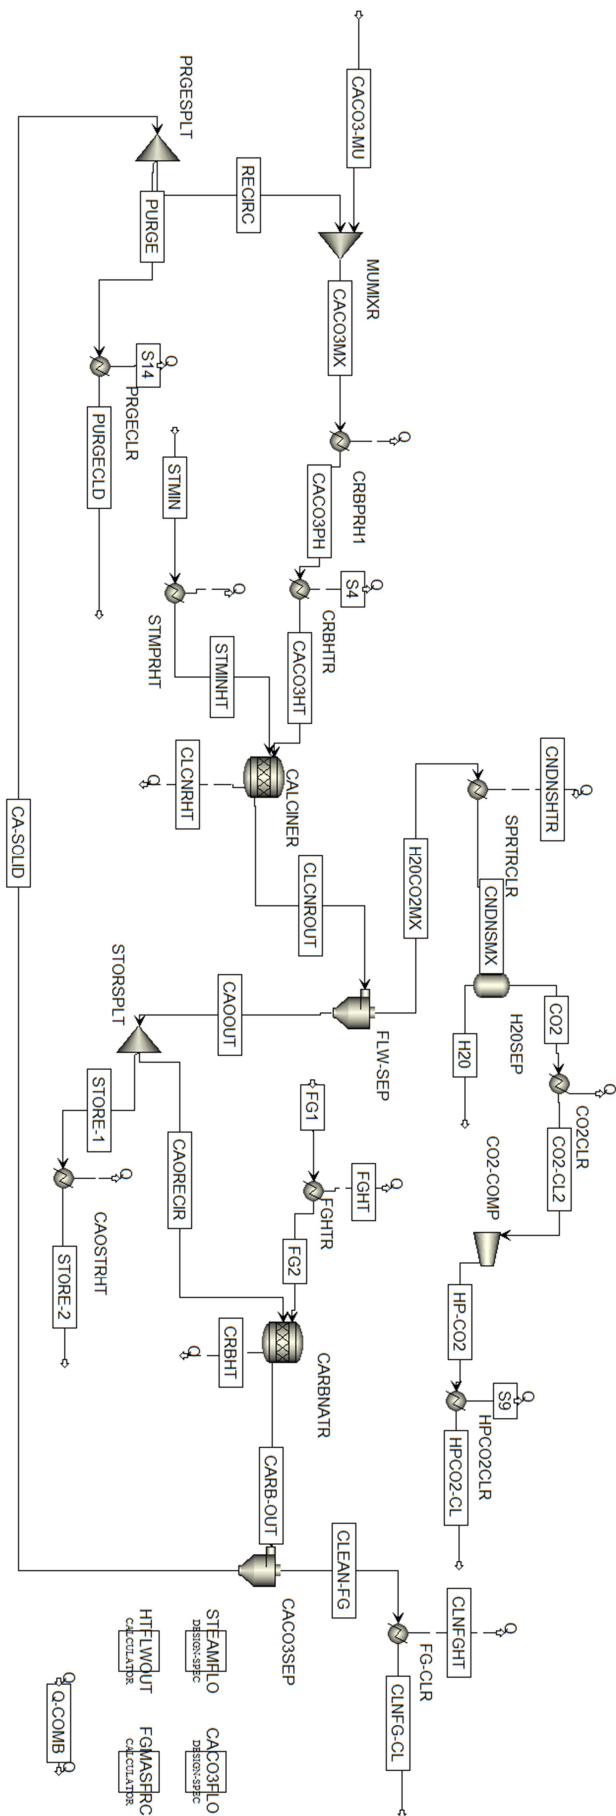 CACO3-MU
MUMIXR
CACO3MX
Q
CRBPRH1
CACO3PH
Q
S4
CRBHTR
CACO3HT
PRGESPLT
RECIRC
PURGE
Q
S14
PRGECLR
PURGECLD
STMIN
Q
STMPRHT
STMINHT
CALCINER
CLCNRHT
Q
CLCNROUT
FLW-SEP
H20CO2MX
Q
CNDNSHTR
SPRTRCLR
CNDNSMX
H20SEP
CO2
H20
Q
CO2CLR
CO2-CL2
CO2-COMP
HP-CO2
Q
S9
HPCO2CLR
HPCO2-CL
CAOOUT
STORSPLT
STORE-1
Q
CAOSTRHT
STORE-2
CAORECIR
FG1
Q
FGHT
FGHTR
FG2
CARBNATR
CRBHT
Q
CARB-OUT
CACO3SEP
CLEAN-FG
Q
CLNFGHT
FG-CLR
CLNFG-CL
CA-SOLID
STEAMFLO
DESIGN-SPEC
CACO3FLO
DESIGN-SPEC
HTFLWOUT
CALCULATOR
FGMASFRC
CALCULATOR
Q
Q-COMB
Q